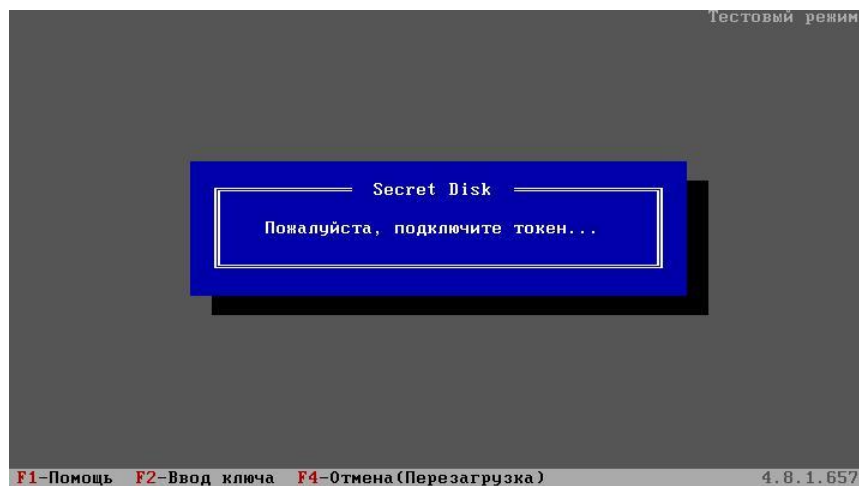 Тестовый режим
Secret Disk
Пожалуйста, подключите токен...
F1-Помощь F2-Ввод ключа F4-Отмена(Перезагрузка) 4.8.1.657